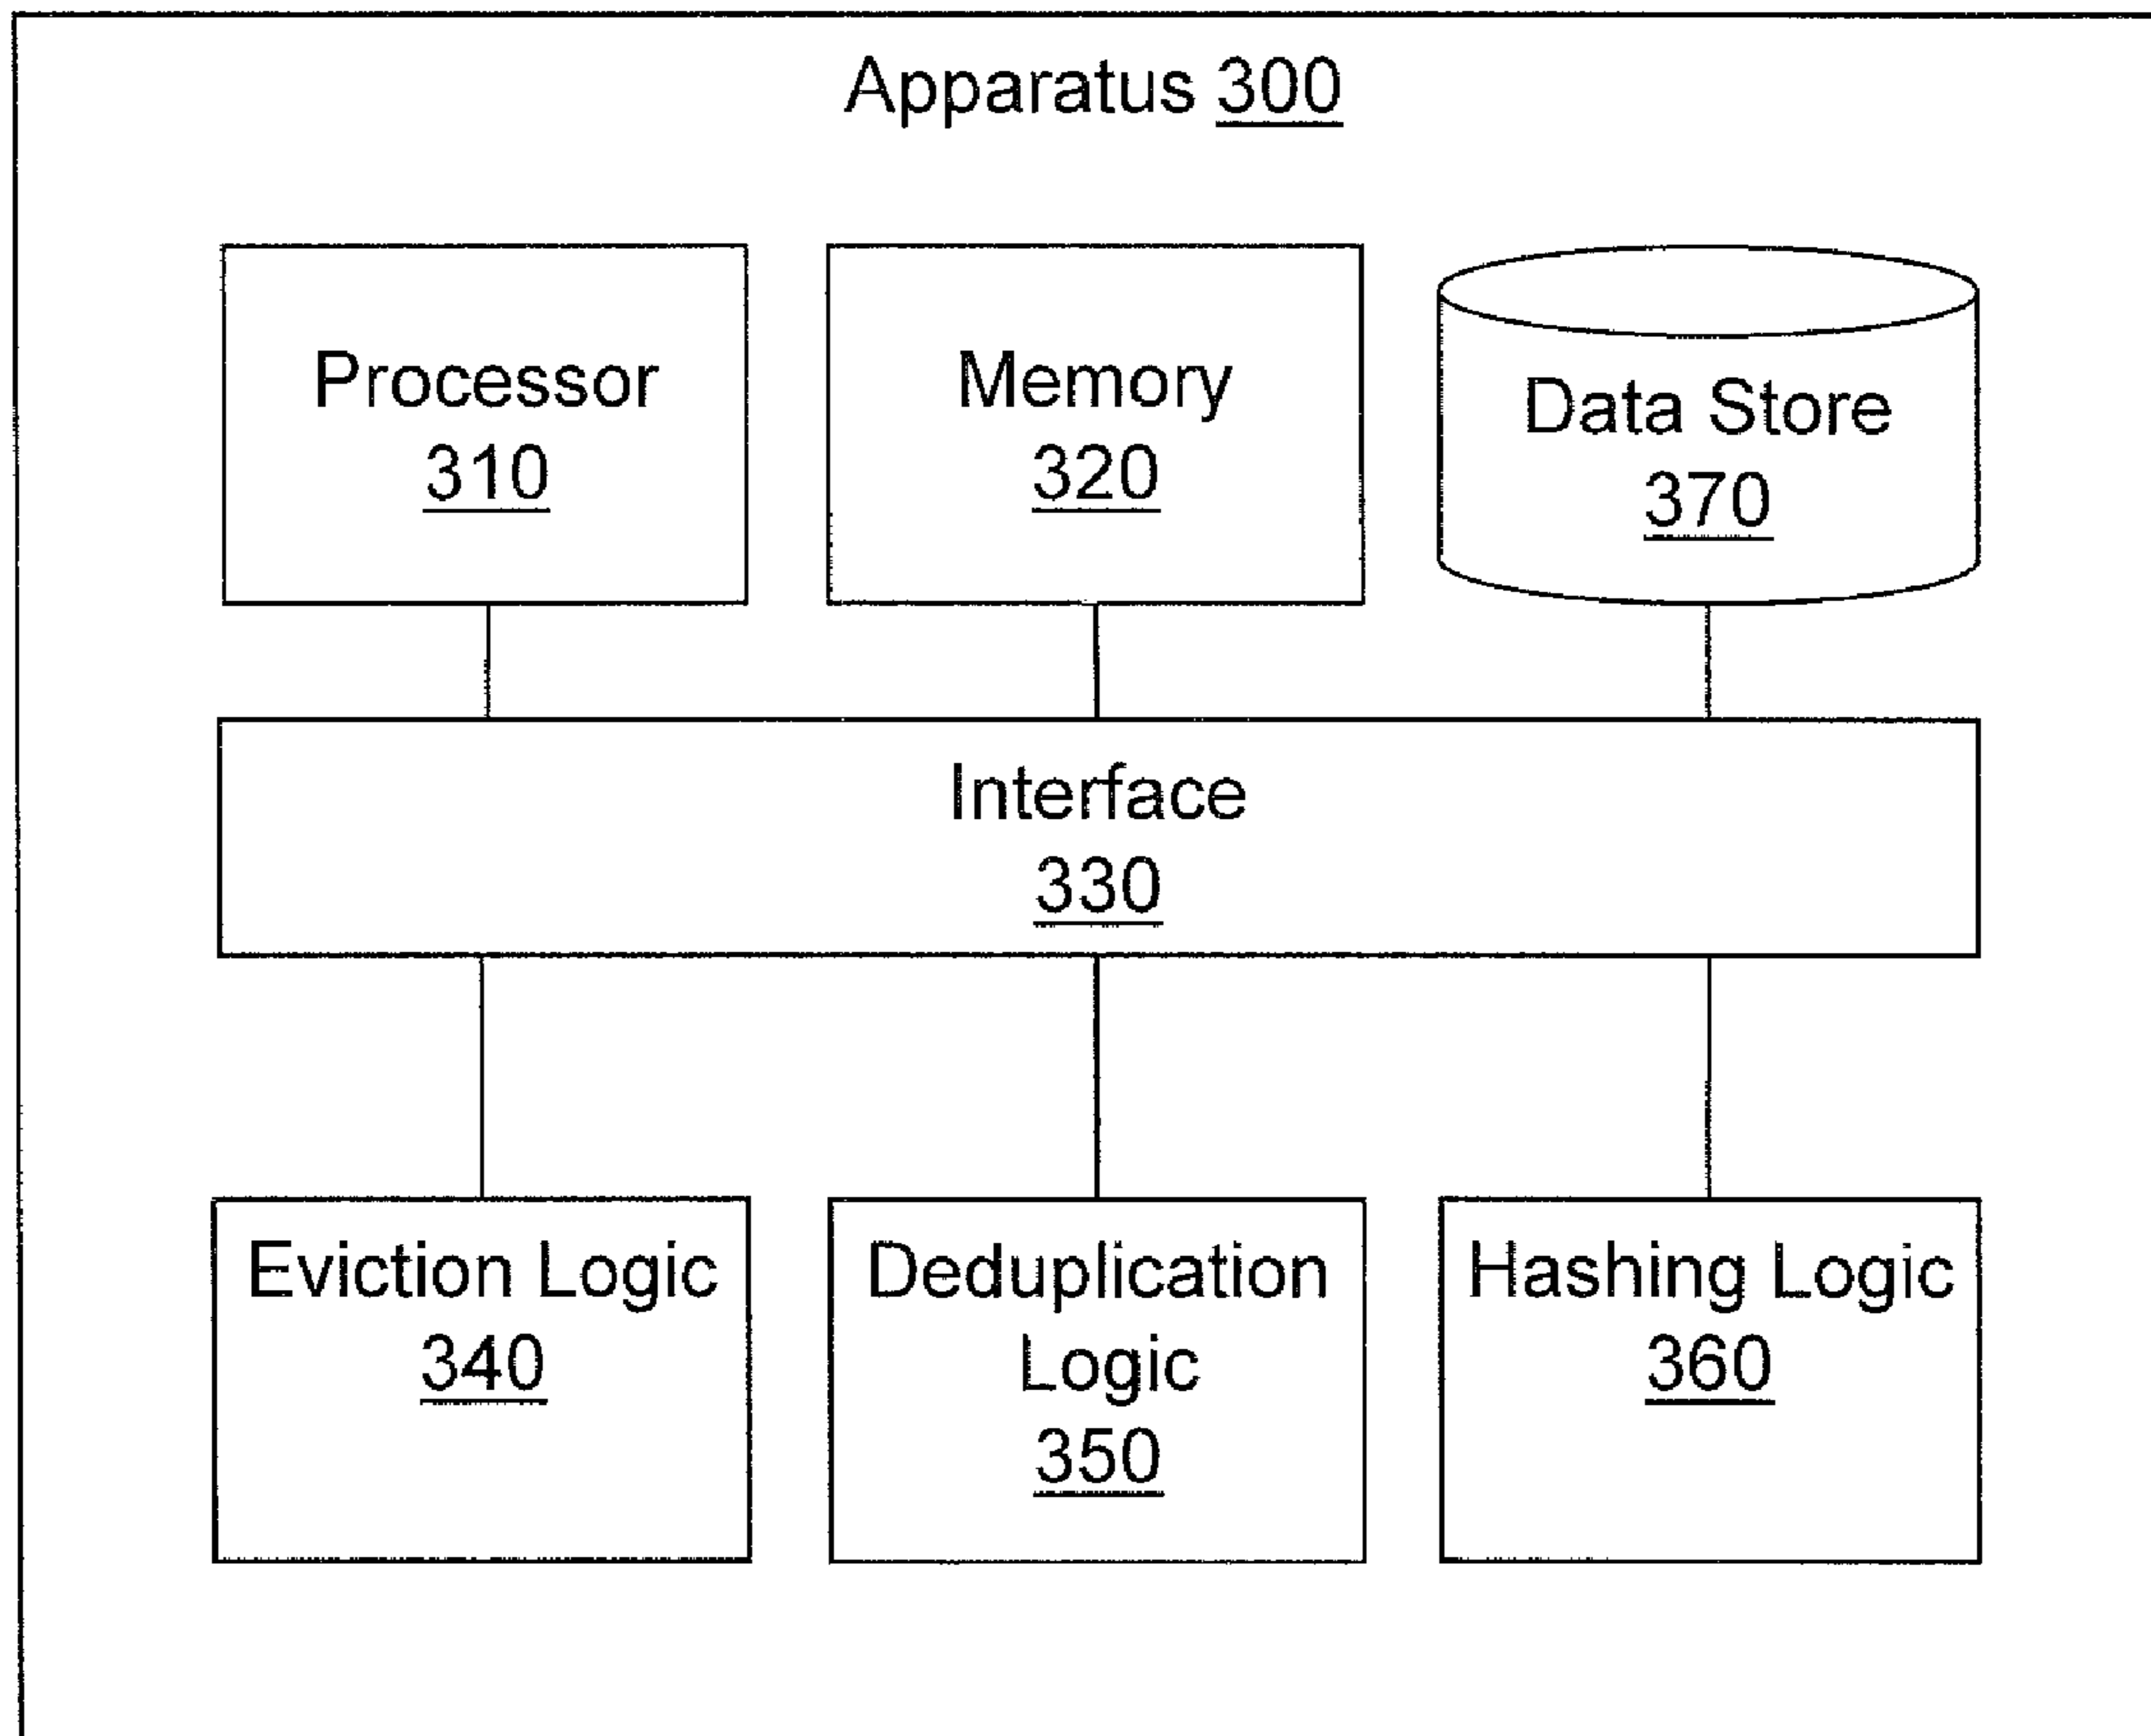 Apparatus 300
Processor
310
Memory
320
Data Store
370
Interface
330
Eviction Logic
340
Deduplication
Logic
350
Hashing Logic
360